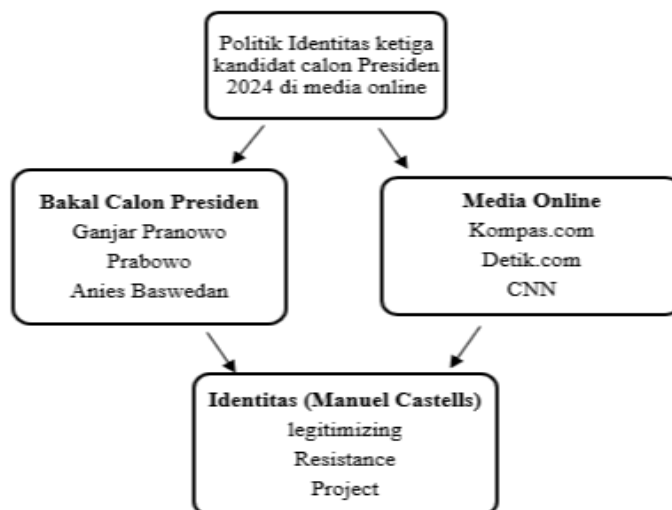 Politik Identitas ketiga
kandidat calon Presiden
2024 di media online
Bakal Calon Presiden
Ganjar Pranowo
Prabowo
Anies Baswedan
Media Online
Kompas.com
Detik.com
CNN
Identitas (Manuel Castells)
legitimizing
Resistance
Project